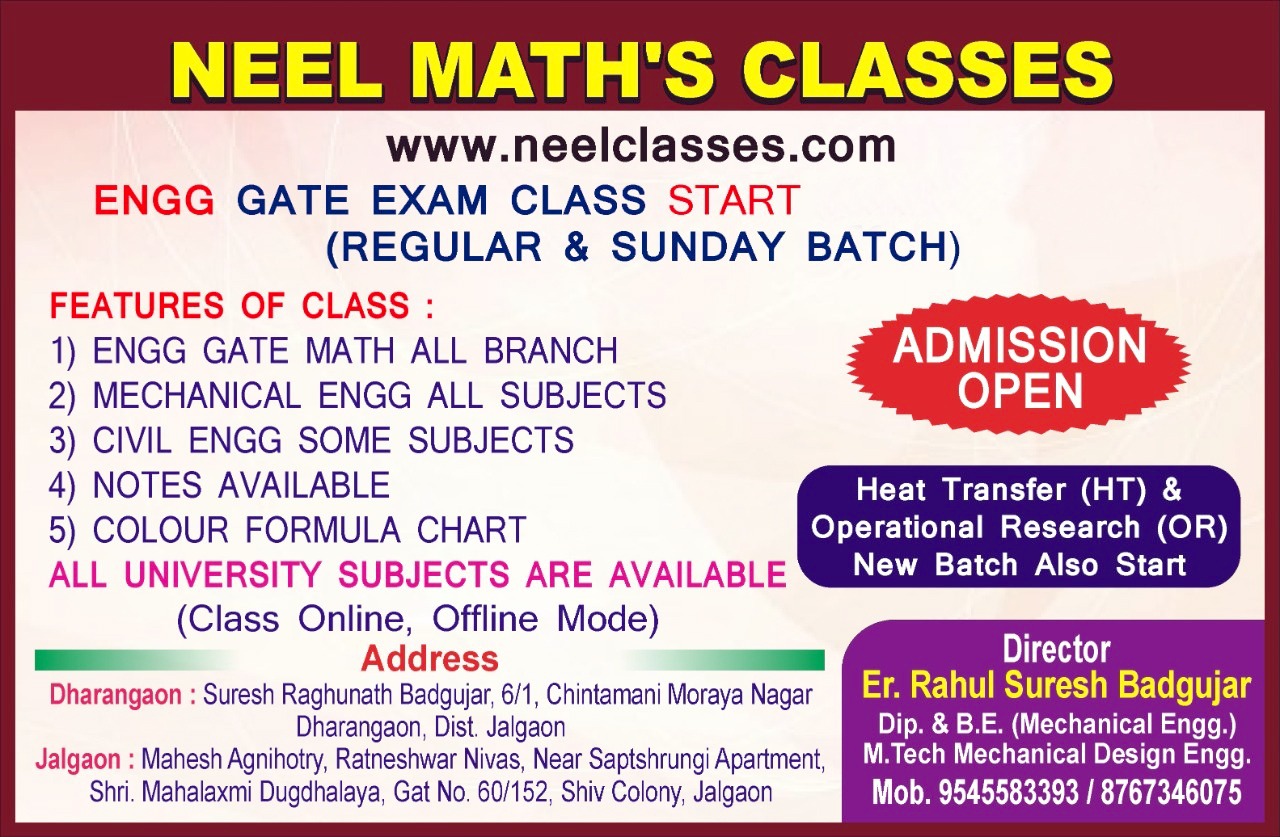 NEEL MATH'S CLASSES
www.neelclasses.com
ENGG GATE EXAM CLASS START
(REGULAR & SUNDAY BATCH)
FEATURES OF CLASS :
1) ENGG GATE MATH ALL BRANCH
2) MECHANICAL ENGG ALL SUBJECTS
3) CIVIL ENGG SOME SUBJECTS
4) NOTES AVAILABLE
5) COLOUR FORMULA CHART
ALL UNIVERSITY SUBJECTS ARE AVAILABLE
(Class Online, Offline Mode)
ADMISSION
OPEN
Heat Transfer (HT) &
Operational Research (OR)
New Batch Also Start
Address
Dharangaon : Suresh Raghunath Badgujar, 6/1, Chintamani Moraya Nagar
Dharangaon, Dist. Jalgaon
Jalgaon : Mahesh Agnihotry, Ratneshwar Nivas, Near Saptshrungi Apartment,
Shri. Mahalaxmi Dugdhalaya, Gat No. 60/152, Shiv Colony, Jalgaon
Director
Er. Rahul Suresh Badgujar
Dip. & B.E. (Mechanical Engg.)
M.Tech Mechanical Design Engg.
Mob. 9545583393 / 8767346075